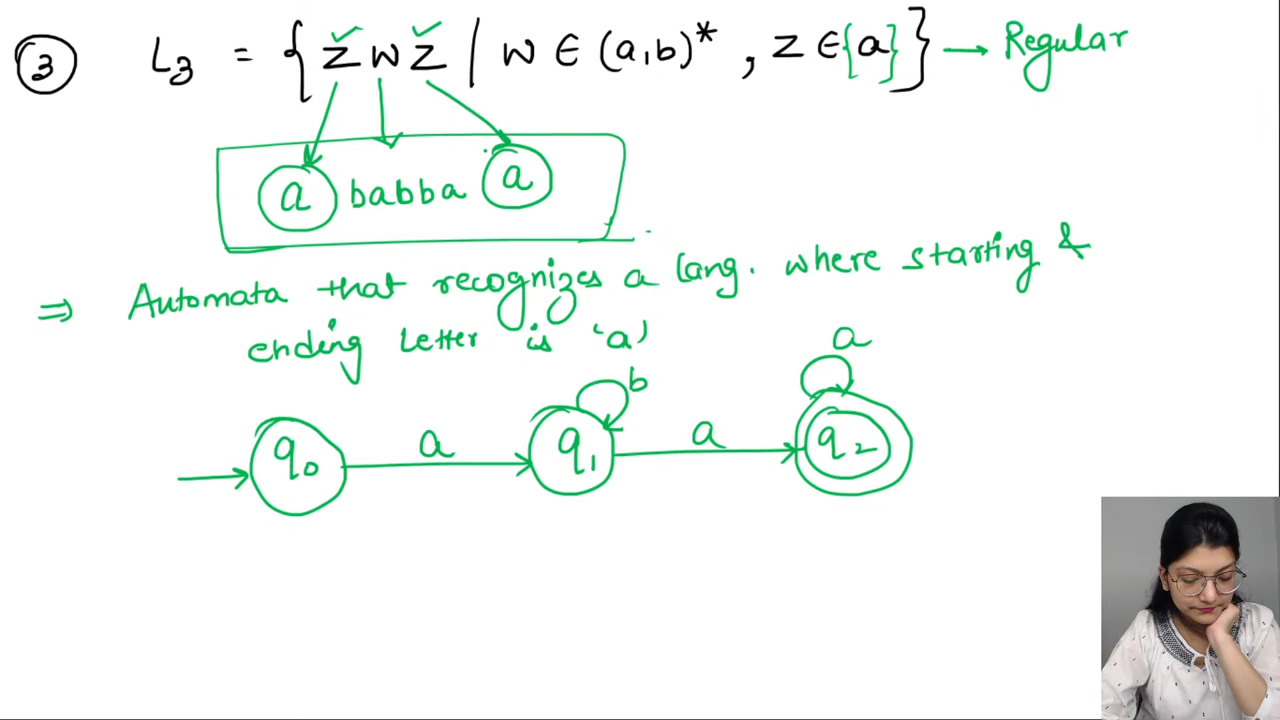 ③ L3 = { z w z | w ∈ (a,b)* , z ∈ {a} } → Regular
a babba a
⇒ Automata that recognizes a lang. where starting &
ending letter is 'a'
b a
q0 a q1 a q2